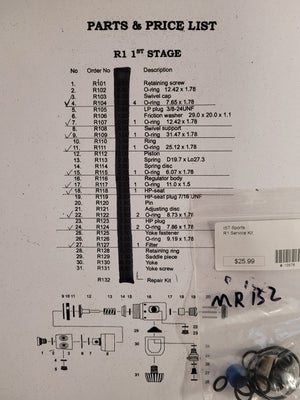 PARTS & PRICE LIST
R1 1ST STAGE
No Order No Description
1. R101 Retaining screw
2. R102 O-ring 12.42 x 1.78
3. R103 Swivel cap
✓ 4. R104 4 O-ring 7.65 x 1.78
5. R105 LP plug 3/8-24UNF
6. R106 Friction washer 29.0 x 20.0 x 1.1
✓ 7. R107 1 O-ring 12.42 x 1.78
8. R108 Swivel support
✓ 9. R109 1 O-ring 31.47 x 1.78
10. R110 Ring
✓ 11. R111 1 O-ring 25.12 x 1.78
12. R112 Piston
13. R113 Spring D19.7 x Lo27.3
14. R114 Spring disc
✓ 15. R115 1 O-ring 6.07 x 1.78
16. R116 Regulator body
✓ 17. R117 1 O-ring 11.0 x 1.5
✓ 18. R118 1 HP-seat
19. R119 HP-seat plug 7/16 UNF
20. R120 Pin
21. R121 Adjusting disc
✓ 22. R122 2 O-ring 8.73 x
23. R123 HP plug
✓ 24. R124 2 O-ring 7.86 x 1.78
25. R125 Yoke fastener
26. R126 O-ring 9.19 x 1.78
✓ 27. R127 1 Filter
28. R128 Retaining ring
29. R129 Saddle piece
30. R130 Yoke
31. R131 Yoke screw
R132 Repair Kit
IST Sports
R1 Service Kit
$25.99
MR152